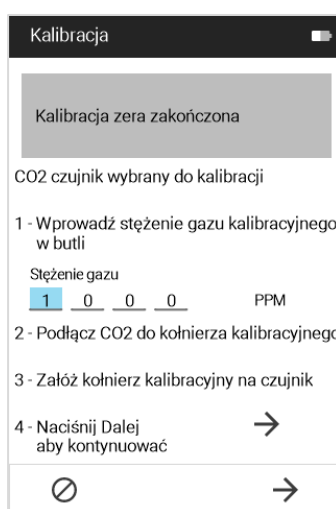 Kalibracja
Kalibracja zera zakończona
CO2 czujnik wybrany do kalibracji
1 - Wprowadź stężenie gazu kalibracyjnego
w butli
Stężenie gazu
1 0 0 0 PPM
2 - Podłącz CO2 do kołnierza kalibracyjnego
3 - Załóż kołnierz kalibracyjny na czujnik
4 - Naciśnij Dalej
aby kontynuować